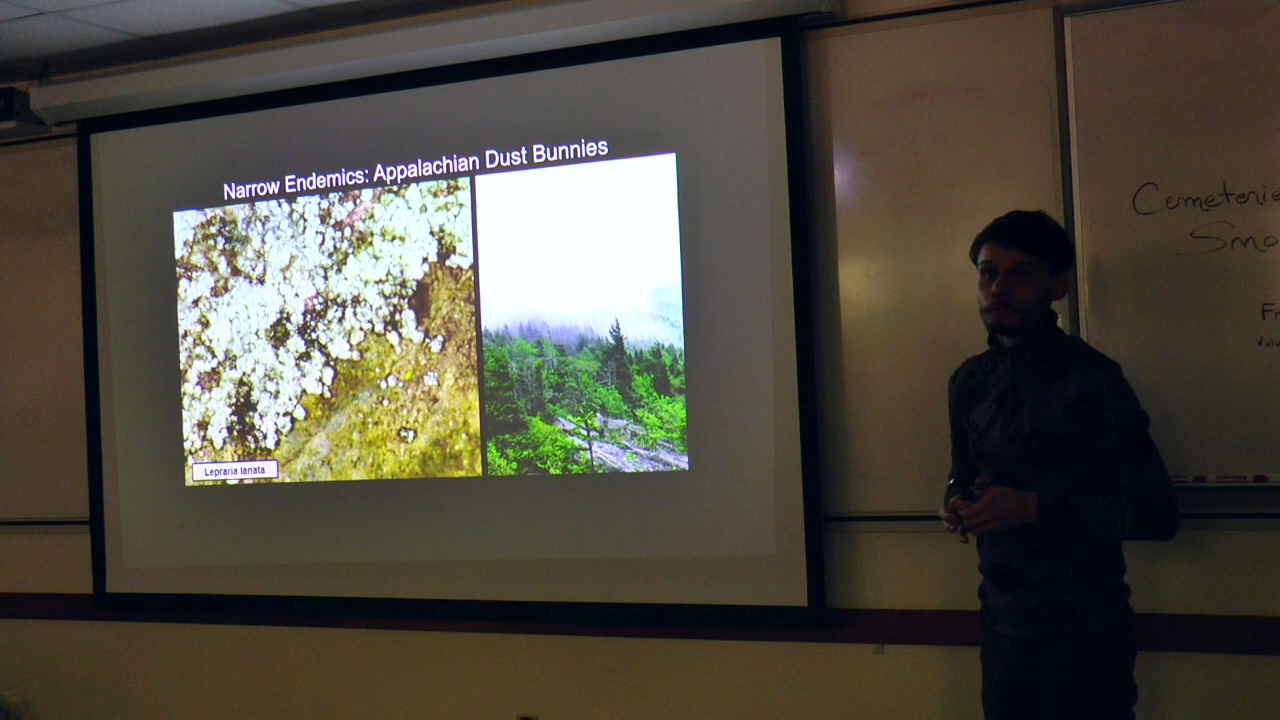 Narrow Endemics: Appalachian Dust Bunnies
Lepraria lanata
Cemeterie
Smo